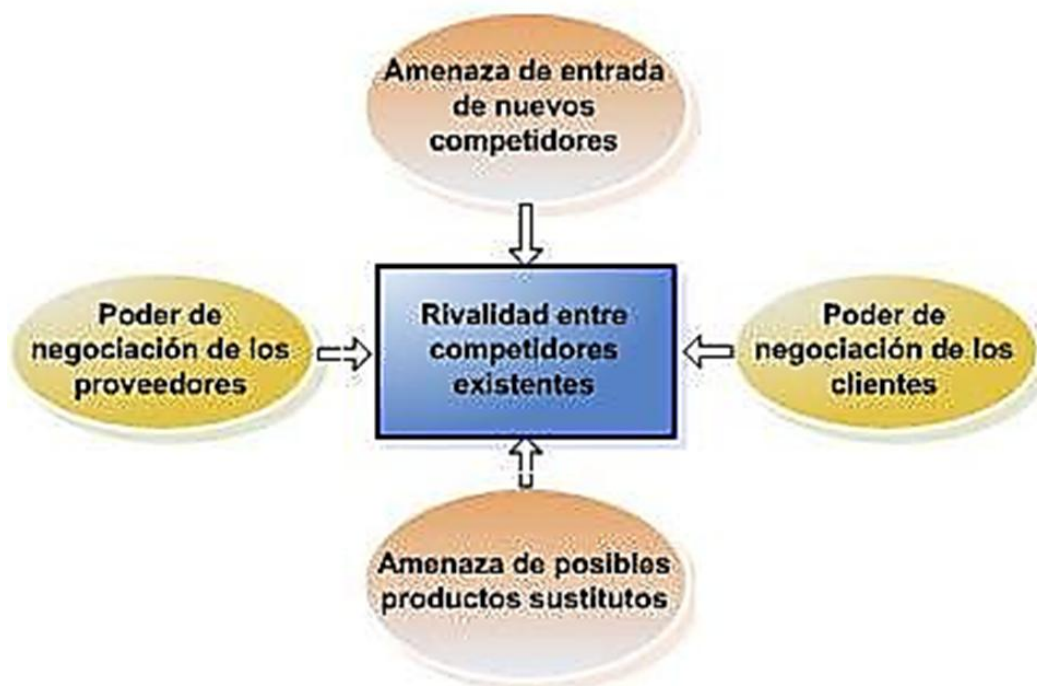 Amenaza de entrada
de nuevos
competidores
Poder de
negociación de los
proveedores
Rivalidad entre
competidores
existentes
Poder de
negociación de los
clientes
Amenaza de posibles
productos sustitutos